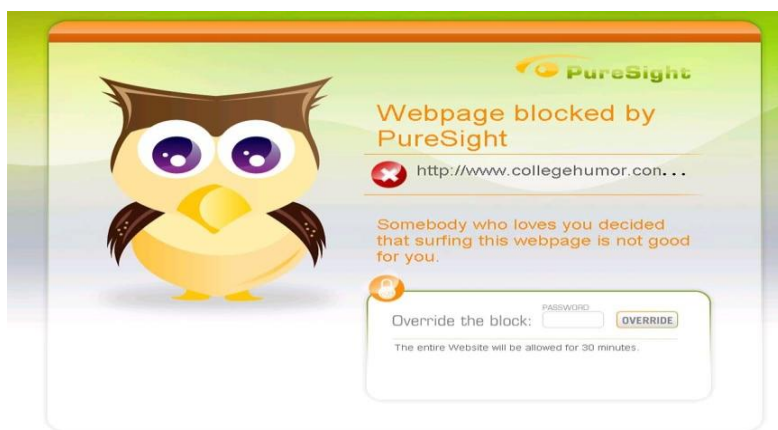 PureSight
Webpage blocked by
PureSight
http://www.collegehumor.con...
Somebody who loves you decided
that surfing this webpage is not good
for you.
PASSWORD
Override the block:
OVERRIDE
The entire Website will be allowed for 30 minutes.